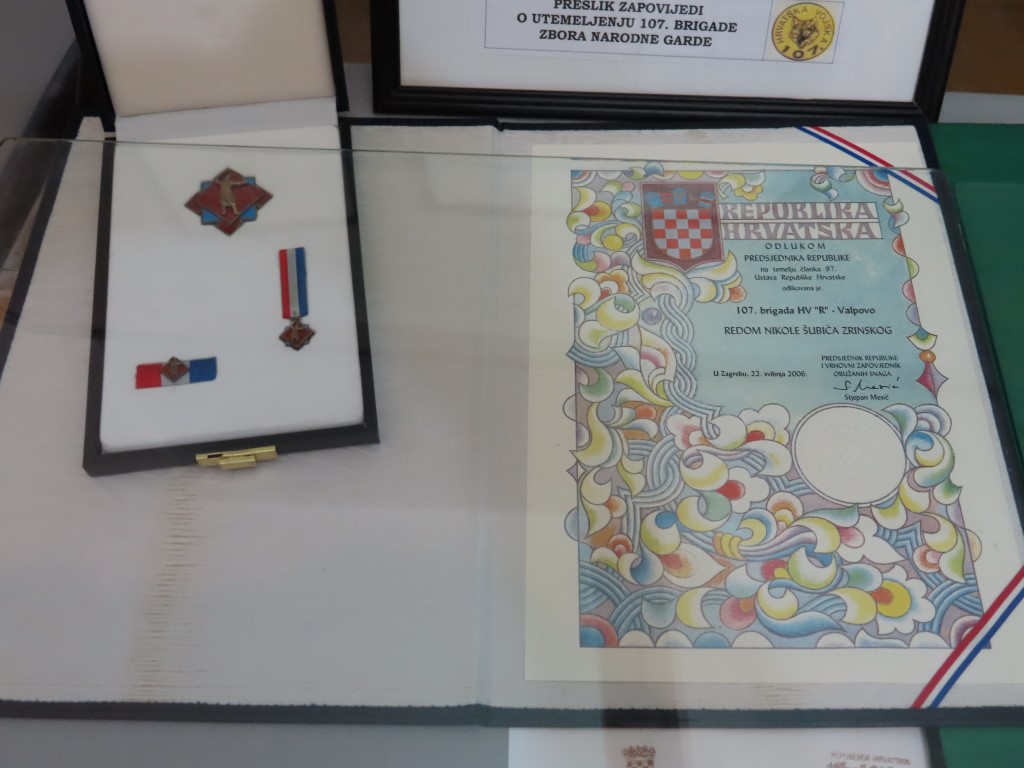 PRESLIK ZAPOVIJEDI
O UTEMELJENJU 107. BRIGADE
ZBORA NARODNE GARDE
HRVATSKA VOJSKA
107
REPUBLIKA
HRVATSKA
ODLUKOM
PREDSJEDNIKA REPUBLIKE
na temelju članka 97.
Ustava Republike Hrvatske
odlikovana je
107. brigada HV "R" - Valpovo
REDOM NIKOLE ŠUBIĆA ZRINSKOG
PREDSJEDNIK REPUBLIKE
I VRHOVNI ZAPOVJEDNIK
ORUŽANIH SNAGA
U Zagrebu, 22. svibnja 2006.
S. Mesić
Stjepan Mesić